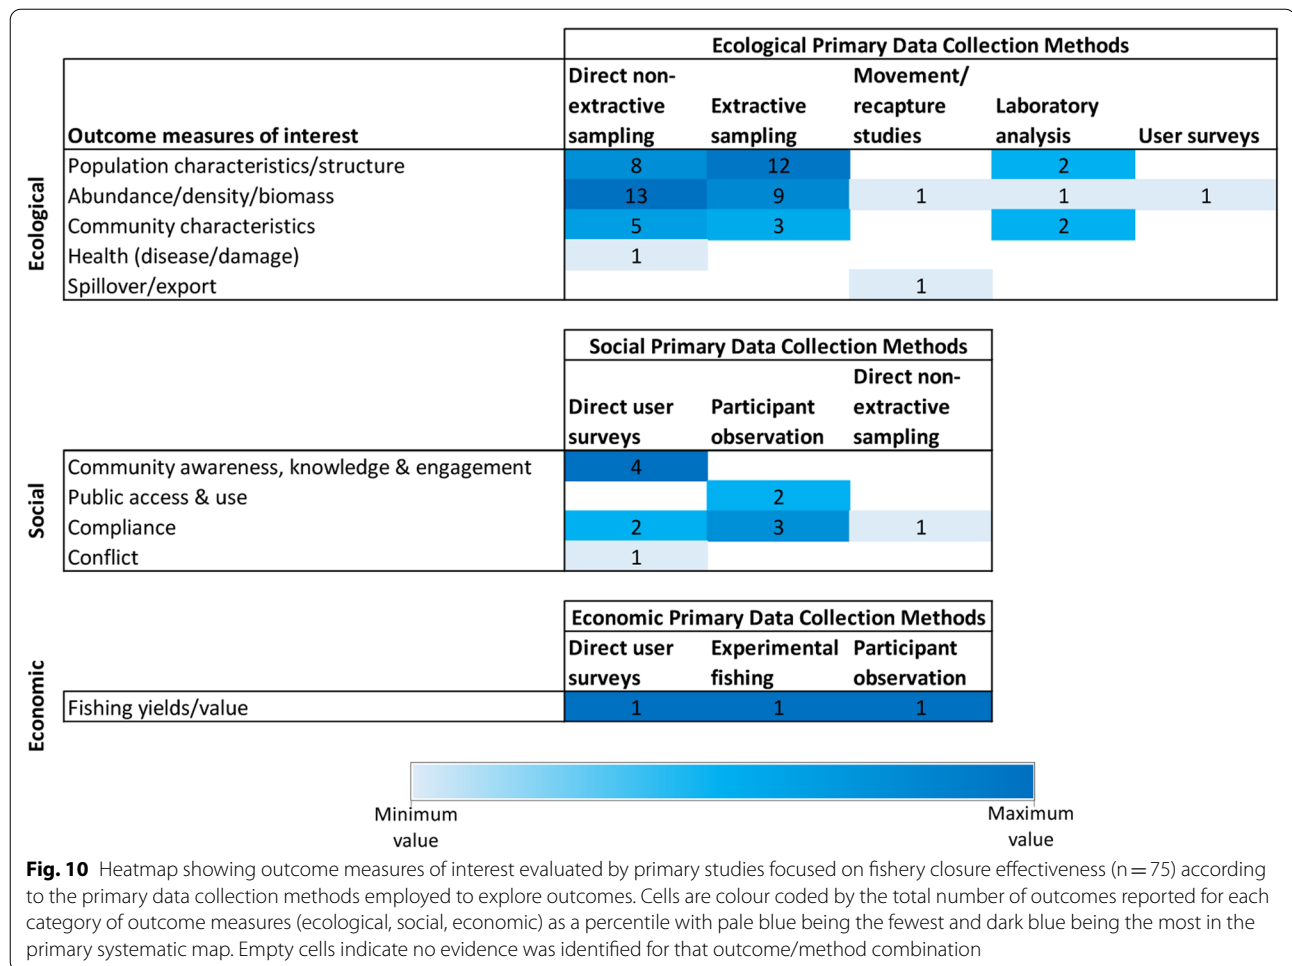 Ecological Primary Data Collection Methods
Outcome measures of interest
Direct non-
extractive
sampling
Extractive
sampling
Movement/
recapture
studies
Laboratory
analysis
User surveys
Ecological
Population characteristics/structure 8 12 2
Abundance/density/biomass 13 9 1 1 1
Community characteristics 5 3 2
Health (disease/damage) 1
Spillover/export 1
Social Primary Data Collection Methods
Direct user
surveys
Participant
observation
Direct non-
extractive
sampling
Social
Community awareness, knowledge & engagement 4
Public access & use 2
Compliance 2 3 1
Conflict 1
Economic Primary Data Collection Methods
Direct user
surveys
Experimental
fishing
Participant
observation
Economic
Fishing yields/value 1 1 1
Minimum
value
Maximum
value
Fig. 10 Heatmap showing outcome measures of interest evaluated by primary studies focused on fishery closure effectiveness (n = 75) according
to the primary data collection methods employed to explore outcomes. Cells are colour coded by the total number of outcomes reported for each
category of outcome measures (ecological, social, economic) as a percentile with pale blue being the fewest and dark blue being the most in the
primary systematic map. Empty cells indicate no evidence was identified for that outcome/method combination